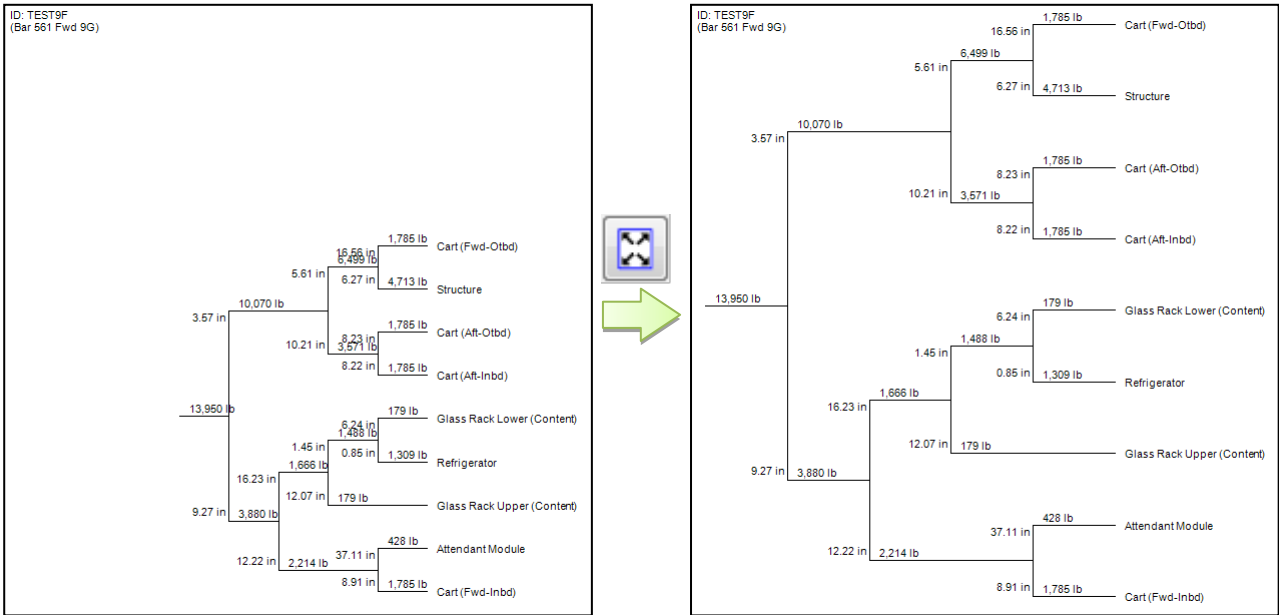 ID: TEST9F
(Bar 561 Fwd 9G)
1,785 lb
Cart (Fwd-Otbd)
16.56 in
6,499 lb
5.61 in
6.27 in
4,713 lb
Structure
10,070 lb
3.57 in
1,785 lb
8.23 in
Cart (Aft-Otbd)
3,571 lb
10.21 in
8.22 in
1,785 lb
Cart (Aft-Inbd)
13,950 lb
179 lb
Glass Rack Lower (Content)
6.24 in
1,488 lb
1.45 in
0.85 in
1,309 lb
Refrigerator
1,666 lb
16.23 in
12.07 in
179 lb
Glass Rack Upper (Content)
9.27 in
3,880 lb
428 lb
Attendant Module
37.11 in
12.22 in
2,214 lb
8.91 in
1,785 lb
Cart (Fwd-Inbd)
ID: TEST9F
(Bar 561 Fwd 9G)
1,785 lb
Cart (Fwd-Otbd)
16.56 in
6,499 lb
5.61 in
6.27 in
4,713 lb
Structure
10,070 lb
3.57 in
1,785 lb
Cart (Aft-Otbd)
8.23 in
10.21 in
3,571 lb
8.22 in
1,785 lb
Cart (Aft-Inbd)
13,950 lb
179 lb
Glass Rack Lower (Content)
6.24 in
1,488 lb
1.45 in
0.85 in
1,309 lb
Refrigerator
1,666 lb
16.23 in
12.07 in
179 lb
Glass Rack Upper (Content)
9.27 in
3,880 lb
428 lb
Attendant Module
37.11 in
12.22 in
2,214 lb
8.91 in
1,785 lb
Cart (Fwd-Inbd)